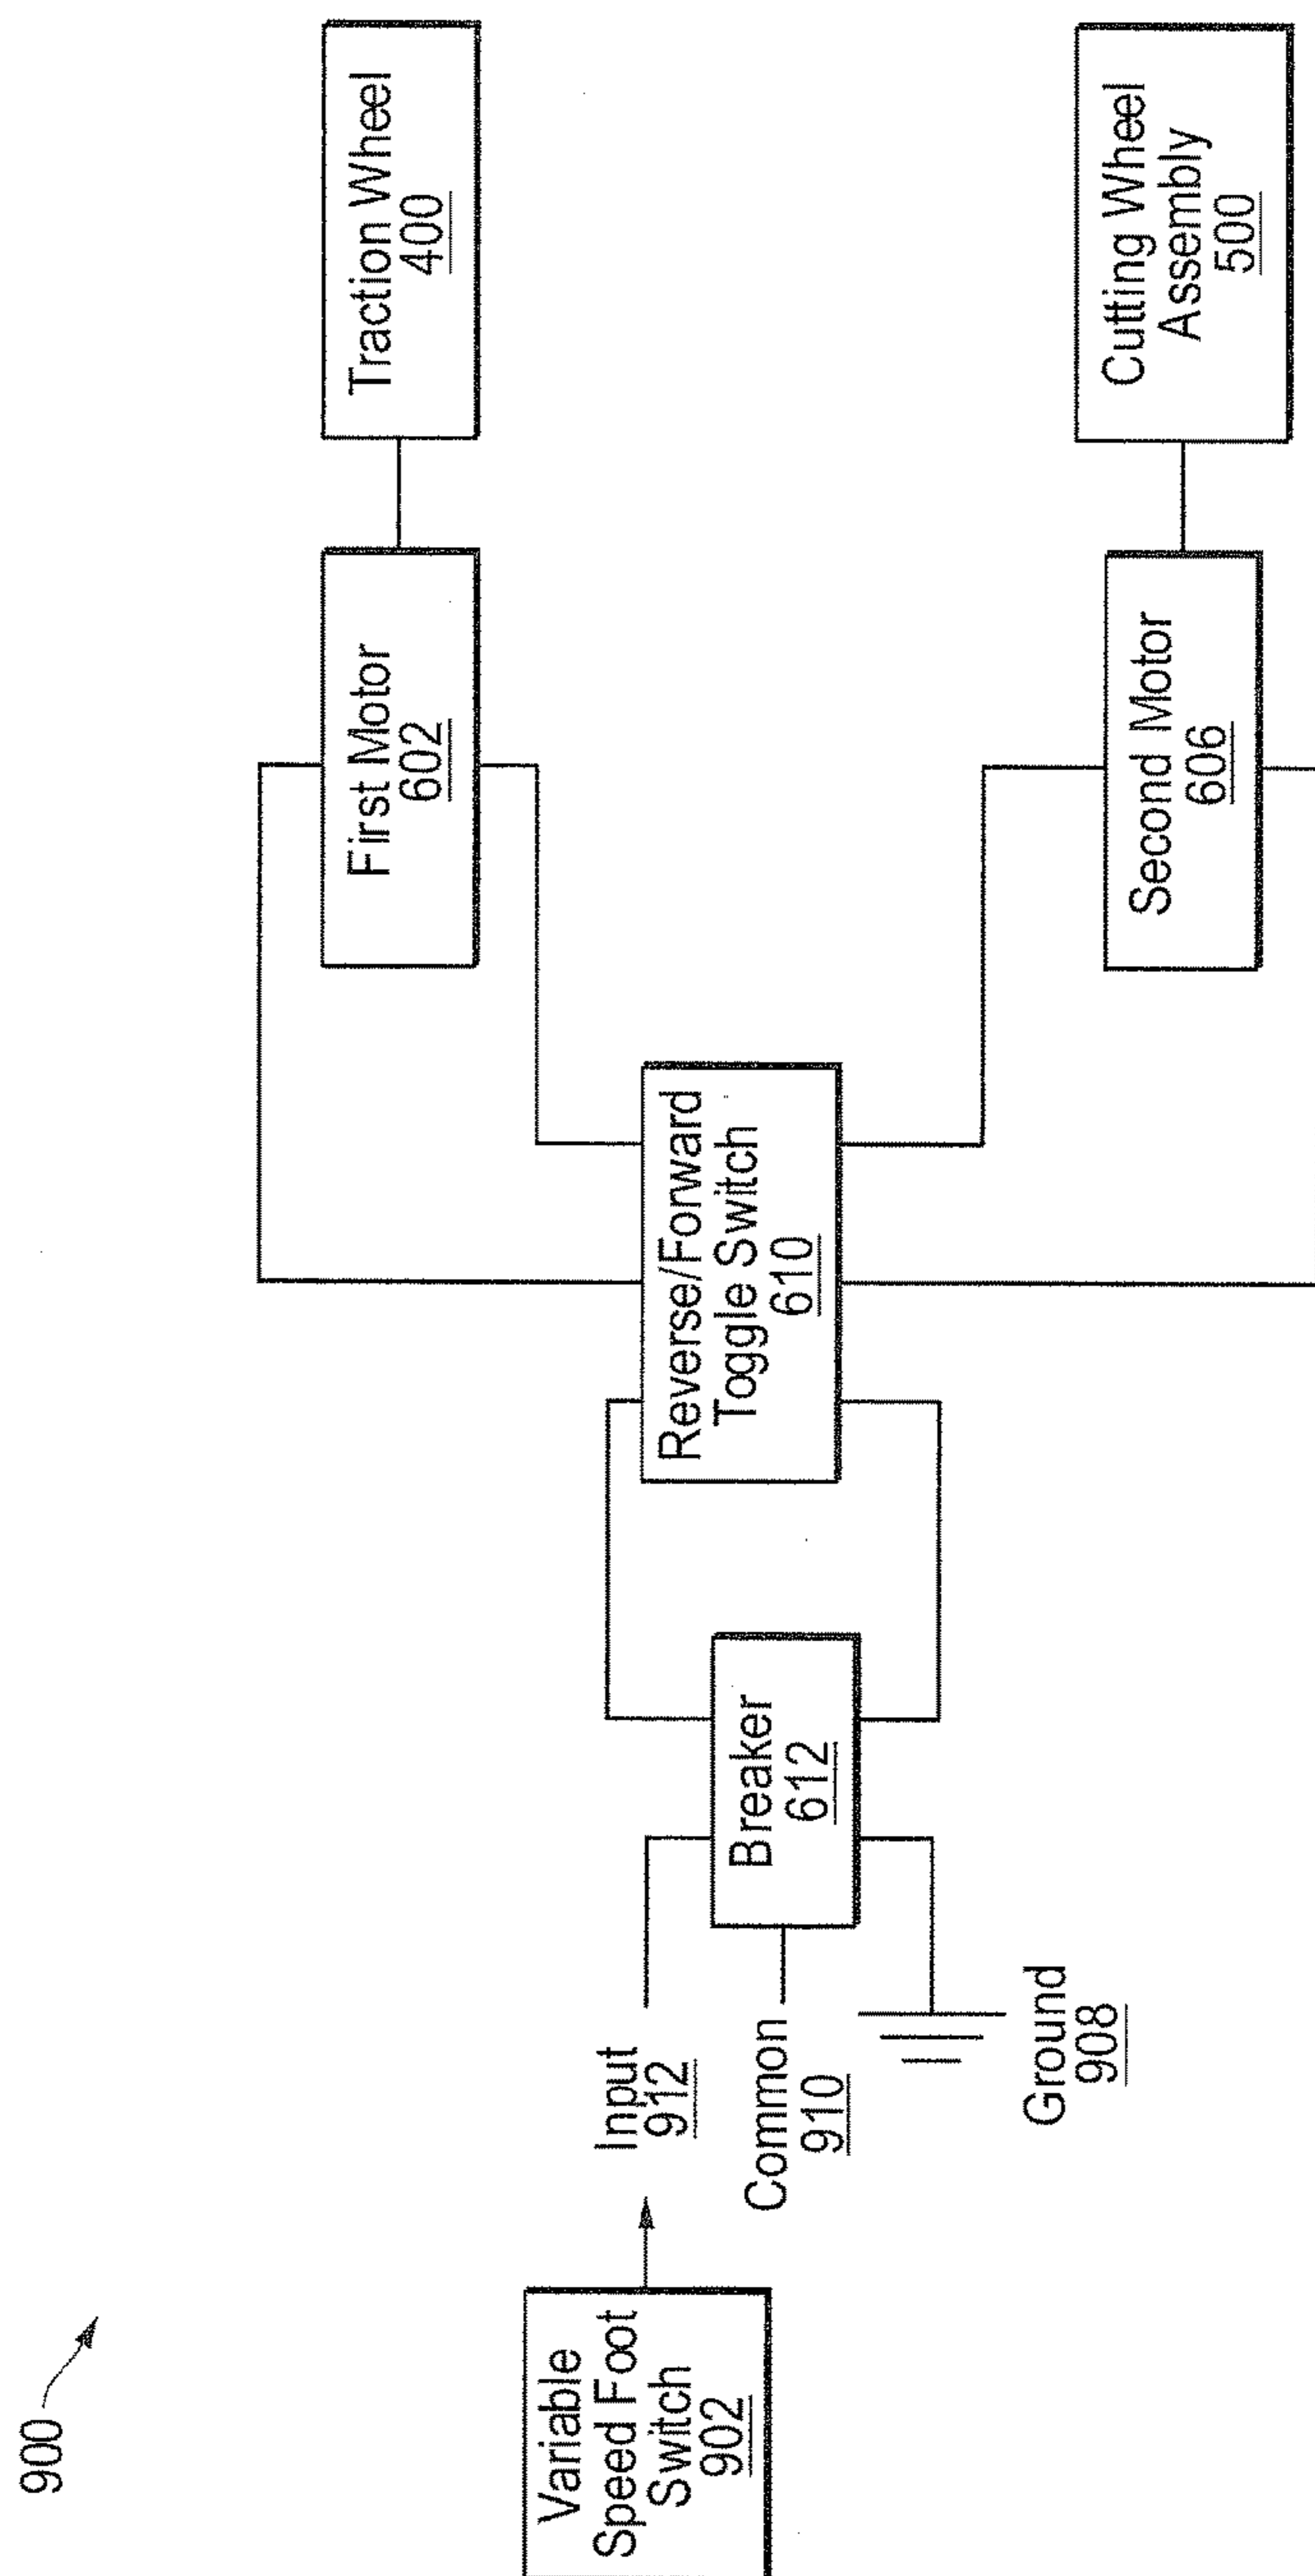 900
Variable
Speed Foot
Switch
902
Input
912
Common
910
Ground
908
Breaker
612
Reverse/Forward
Toggle Switch
610
First Motor
602
Traction Wheel
400
Second Motor
606
Cutting Wheel
Assembly
500